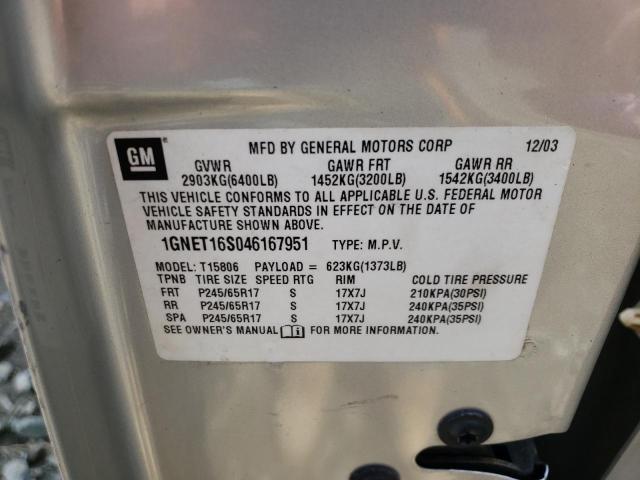 GM MFD BY GENERAL MOTORS CORP 12/03
GVWR GAWR FRT GAWR RR
2903KG(6400LB) 1452KG(3200LB) 1542KG(3400LB)
THIS VEHICLE CONFORMS TO ALL APPLICABLE U.S. FEDERAL MOTOR
VEHICLE SAFETY STANDARDS IN EFFECT ON THE DATE OF
MANUFACTURE SHOWN ABOVE.
1GNET16S046167951 TYPE: M.P.V.
MODEL: T15806 PAYLOAD = 623KG(1373LB)
TPNB TIRE SIZE SPEED RTG RIM COLD TIRE PRESSURE
FRT P245/65R17 S 17X7J 210KPA(30PSI)
RR P245/65R17 S 17X7J 240KPA(35PSI)
SPA P245/65R17 S 17X7J 240KPA(35PSI)
SEE OWNER'S MANUAL FOR MORE INFORMATION.